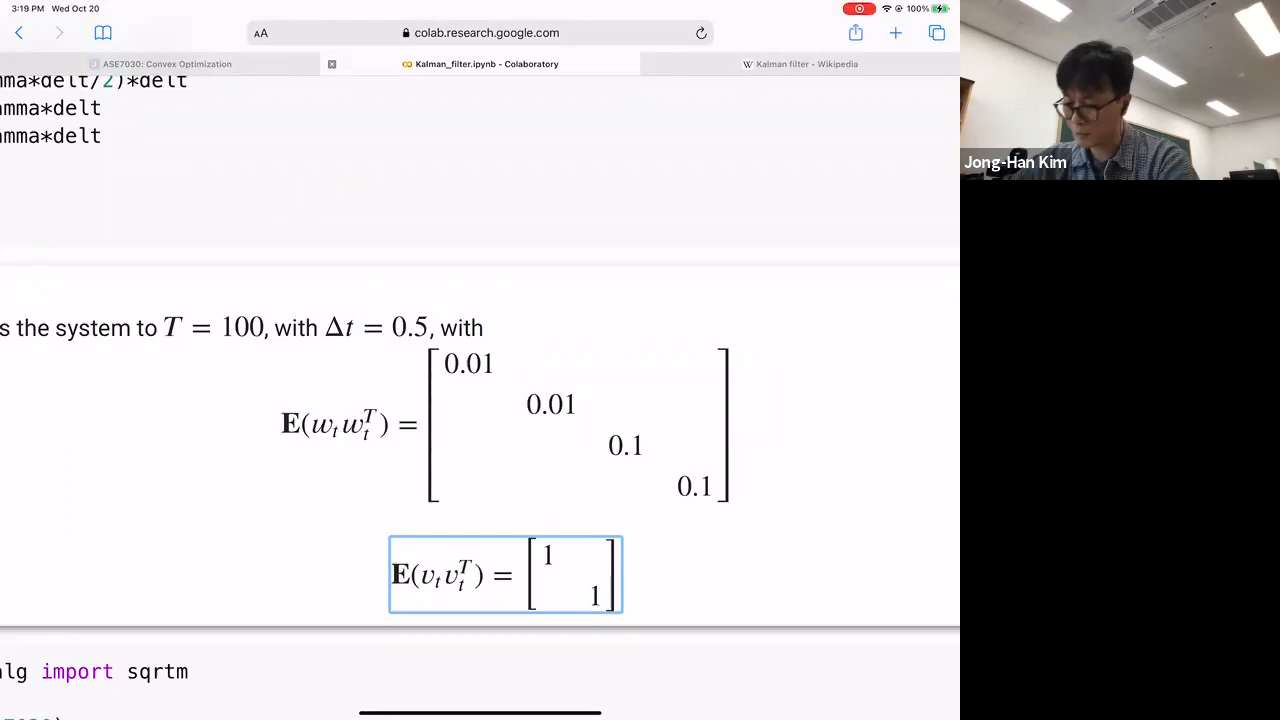 3:19 PM Wed Oct 20
100%
AA
colab.research.google.com
ASE7030: Convex Optimization
Kalman_filter.ipynb - Colaboratory
Kalman filter - Wikipedia
mma*delt/2)*delt
mma*delt
mma*delt
Jong-Han Kim
s the system to T = 100, with Δt = 0.5, with
0.01
0.01
E(w_t w_t^T) =
0.1
0.1
1
E(v_t v_t^T) =
1
alg import sqrtm